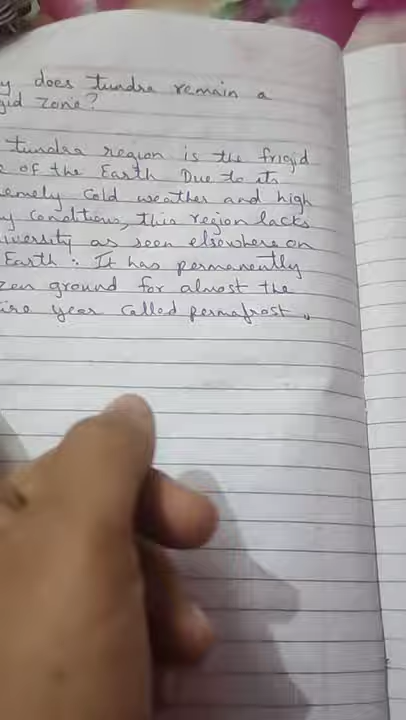 does tundra remain a
zone?
tundra region is the frigid
of the Earth Due to its
cold weather and high
conditions, this region lacks
as seen elsewhere on
Earth. It has permanently
ground for almost the
year called permafrost.